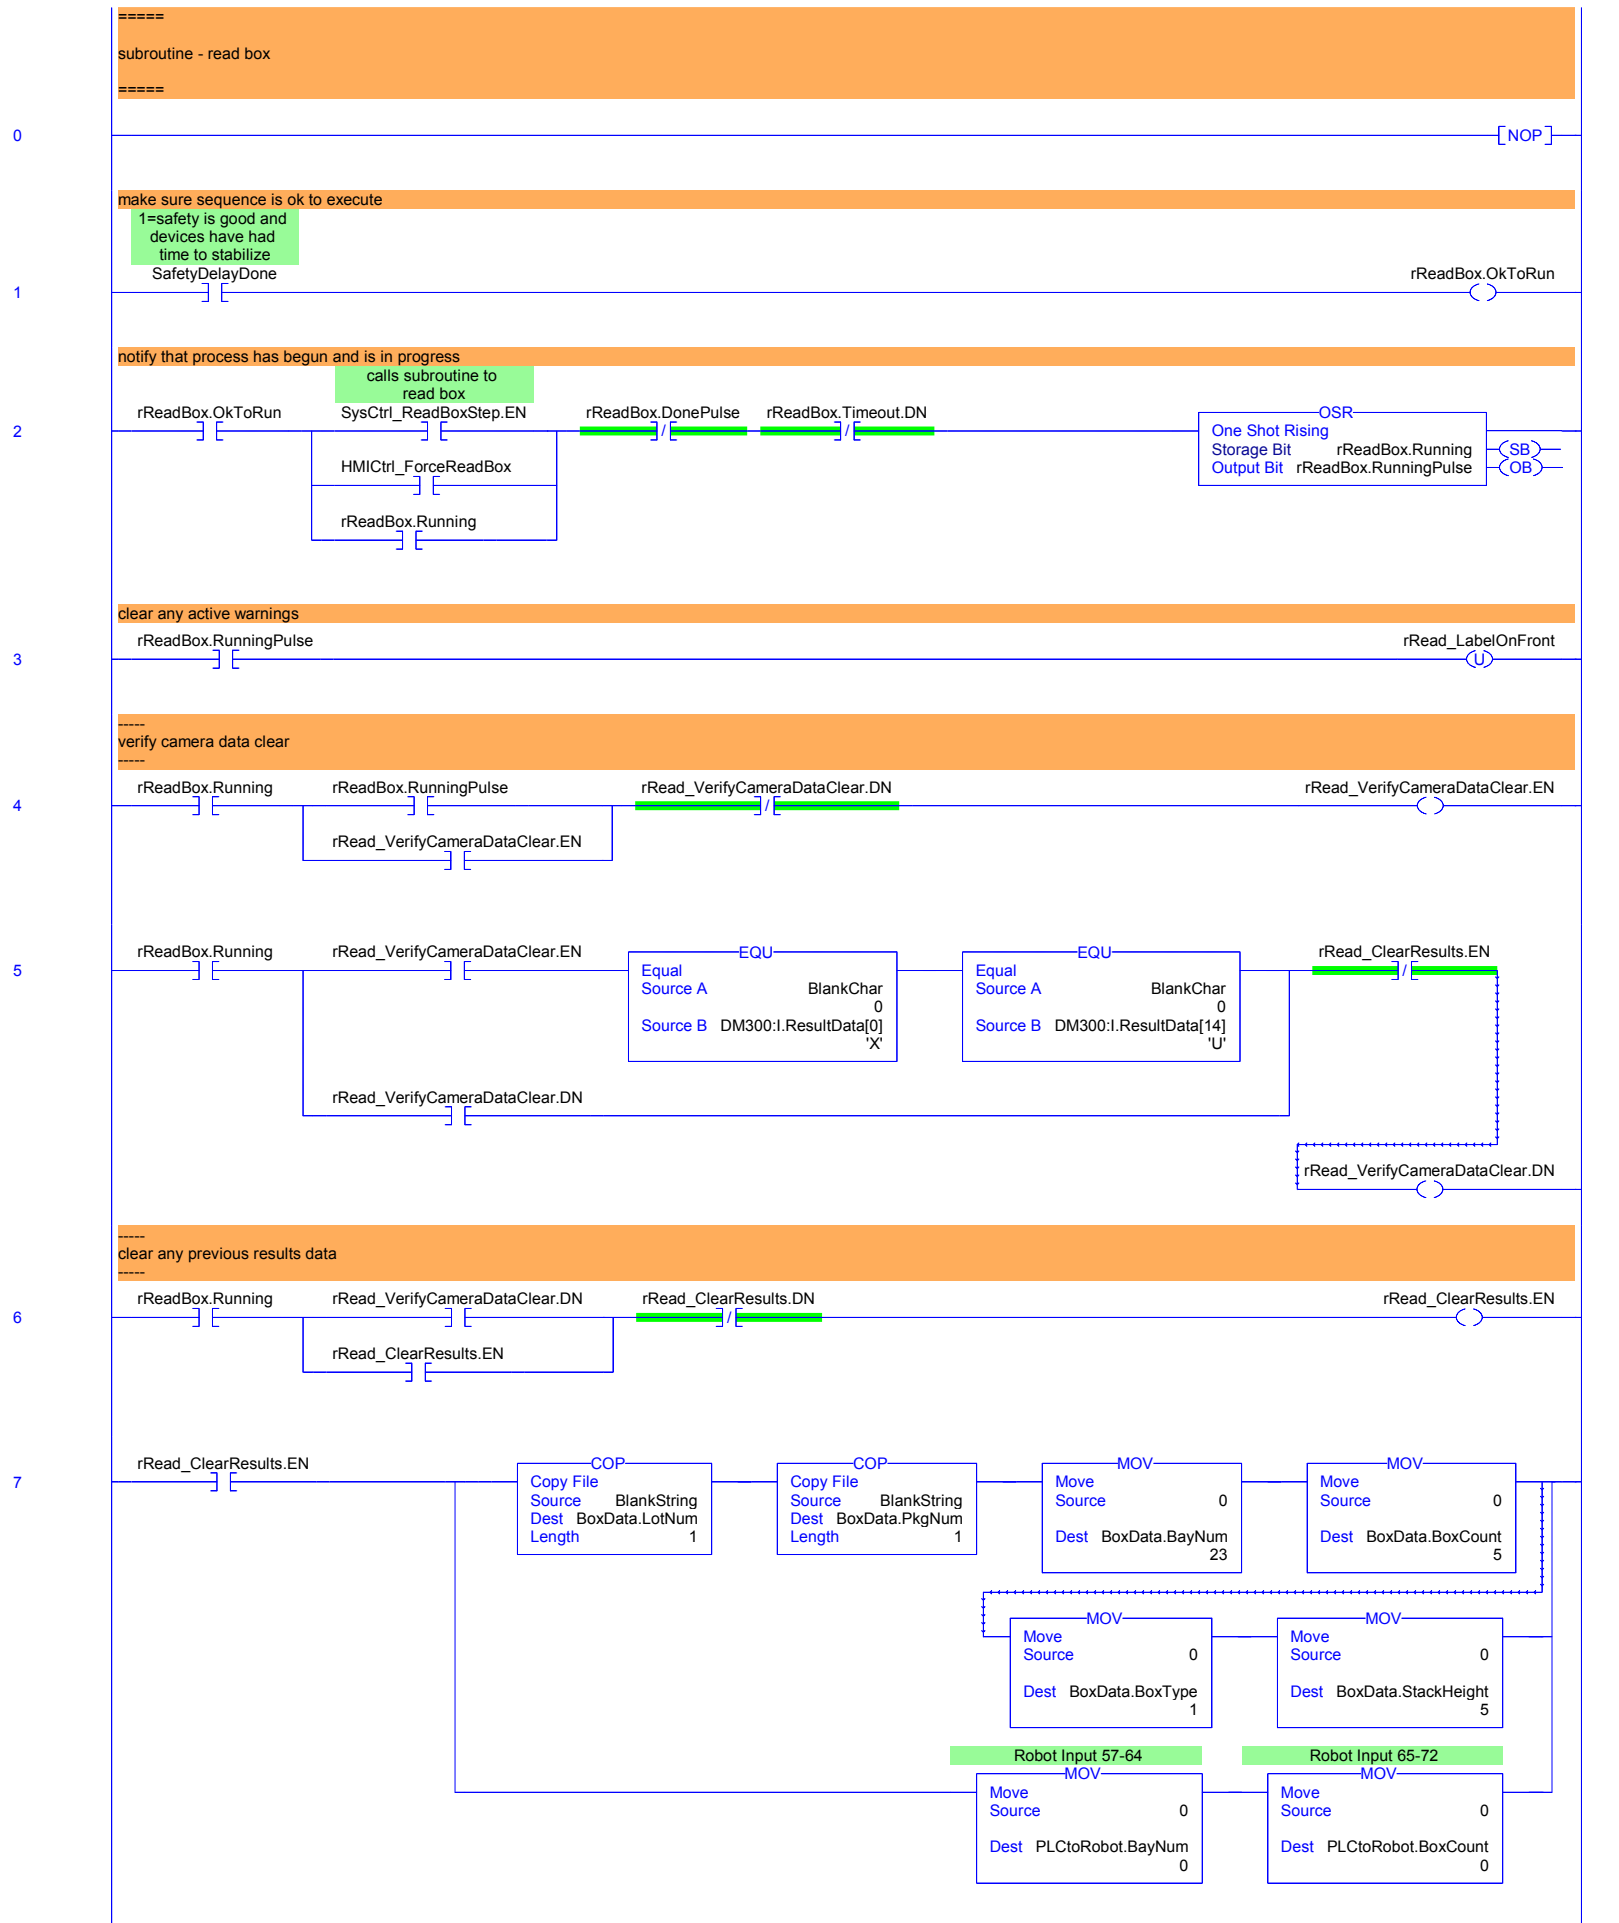 =====
subroutine - read box
=====
0
[NOP]
make sure sequence is ok to execute
1=safety is good and
devices have had
time to stabilize
SafetyDelayDone
rReadBox.OkToRun
1
notify that process has begun and is in progress
calls subroutine to
read box
rReadBox.OkToRun
SysCtrl_ReadBoxStep.EN
rReadBox.DonePulse
rReadBox.Timeout.DN
OSR
2
One Shot Rising
Storage Bit rReadBox.Running
SB
Output Bit rReadBox.RunningPulse
OB
HMICtrl_ForceReadBox
rReadBox.Running
clear any active warnings
rReadBox.RunningPulse
rRead_LabelOnFront
3
U
-----
verify camera data clear
-----
rReadBox.Running
rReadBox.RunningPulse
rRead_VerifyCameraDataClear.DN
rRead_VerifyCameraDataClear.EN
4
rRead_VerifyCameraDataClear.EN
rReadBox.Running
rRead_VerifyCameraDataClear.EN
EQU
EQU
rRead_ClearResults.EN
5
Equal
Source A BlankChar
0
Source B DM300:I.ResultData[0]
'X'
Equal
Source A BlankChar
0
Source B DM300:I.ResultData[14]
'U'
rRead_VerifyCameraDataClear.DN
rRead_VerifyCameraDataClear.DN
-----
clear any previous results data
-----
rReadBox.Running
rRead_VerifyCameraDataClear.DN
rRead_ClearResults.DN
rRead_ClearResults.EN
6
rRead_ClearResults.EN
rRead_ClearResults.EN
7
COP
Copy File
Source BlankString
Dest BoxData.LotNum
Length 1
COP
Copy File
Source BlankString
Dest BoxData.PkgNum
Length 1
MOV
Move
Source 0
Dest BoxData.BayNum
23
MOV
Move
Source 0
Dest BoxData.BoxCount
5
MOV
Move
Source 0
Dest BoxData.BoxType
1
MOV
Move
Source 0
Dest BoxData.StackHeight
5
Robot Input 57-64
MOV
Move
Source 0
Dest PLCtoRobot.BayNum
0
Robot Input 65-72
MOV
Move
Source 0
Dest PLCtoRobot.BoxCount
0